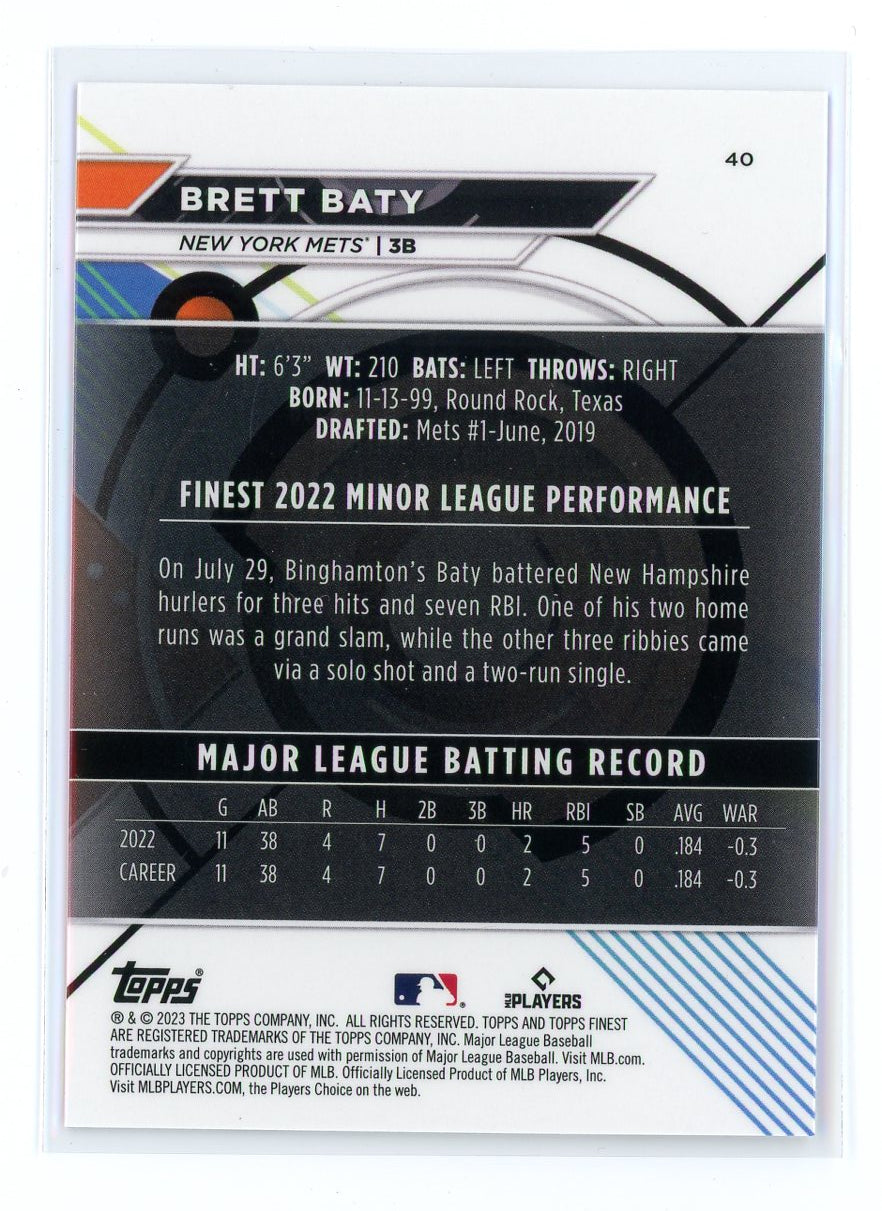 40
BRETT BATY
NEW YORK METS® | 3B
HT: 6'3" WT: 210 BATS: LEFT THROWS: RIGHT
BORN: 11-13-99, Round Rock, Texas
DRAFTED: Mets #1-June, 2019
FINEST 2022 MINOR LEAGUE PERFORMANCE
On July 29, Binghamton's Baty battered New Hampshire
hurlers for three hits and seven RBI. One of his two home
runs was a grand slam, while the other three ribbies came
via a solo shot and a two-run single.
MAJOR LEAGUE BATTING RECORD
G AB R H 2B 3B HR RBI SB AVG WAR
2022 11 38 4 7 0 0 2 5 0 .184 -0.3
CAREER 11 38 4 7 0 0 2 5 0 .184 -0.3
topps® ® MLB PLAYERS
® & © 2023 THE TOPPS COMPANY, INC. ALL RIGHTS RESERVED. TOPPS AND TOPPS FINEST
ARE REGISTERED TRADEMARKS OF THE TOPPS COMPANY, INC. Major League Baseball
trademarks and copyrights are used with permission of Major League Baseball. Visit MLB.com.
OFFICIALLY LICENSED PRODUCT OF MLB. Officially Licensed Product of MLB Players, Inc.
Visit MLBPLAYERS.COM, the Players Choice on the web.